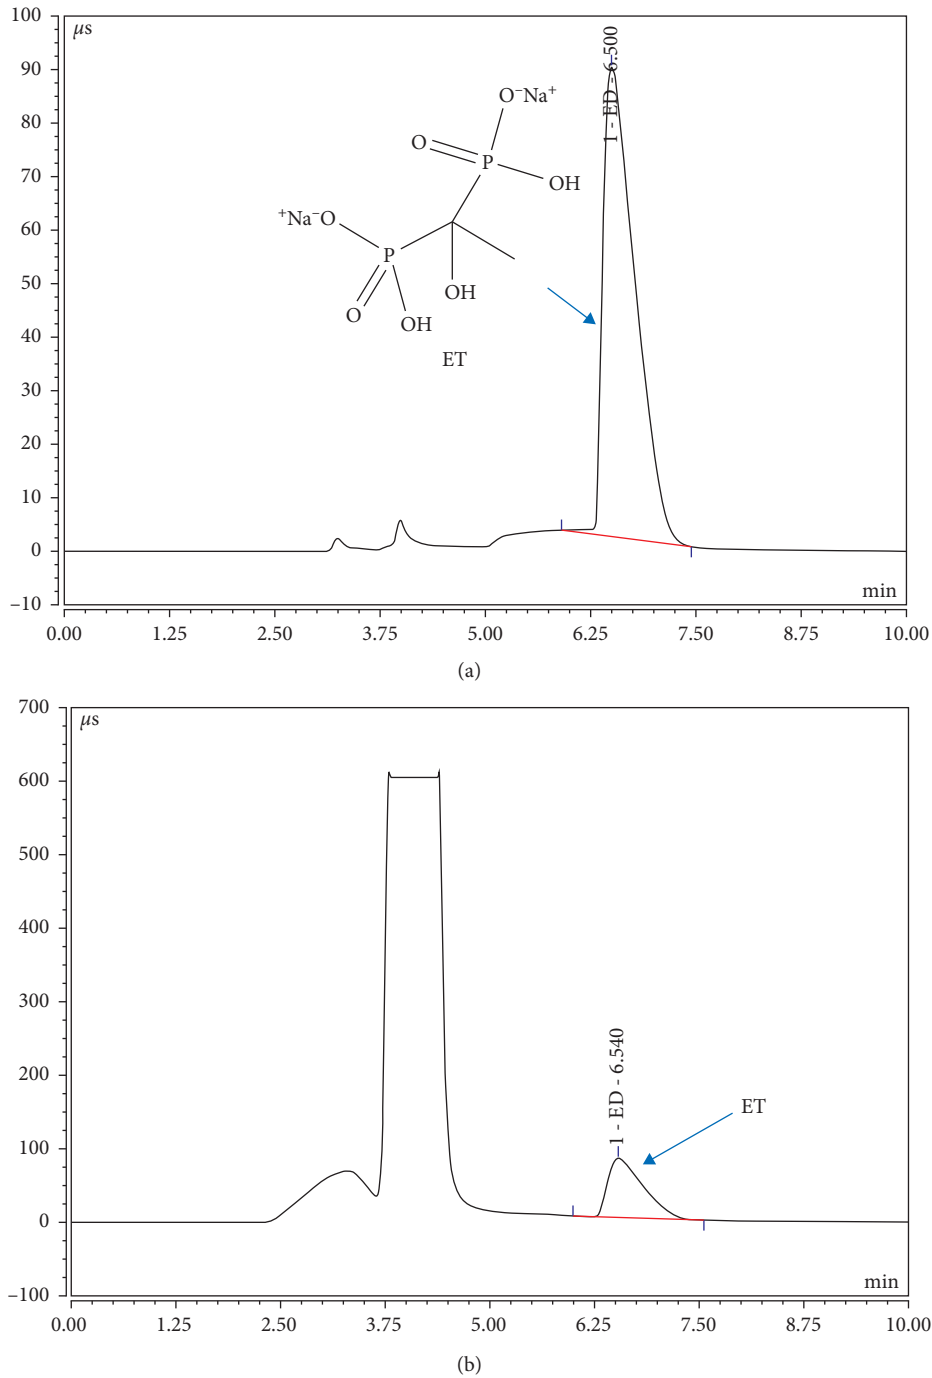 100
µs
90
80
70
60
50
40
30
20
10
0
–10
1 - ED - 6.500
O⁻Na⁺
O
P
OH
⁺Na⁻O
P
OH
O
OH
ET
min
0.00 1.25 2.50 3.75 5.00 6.25 7.50 8.75 10.00
(a)
700
µs
600
500
400
300
200
100
0
–100
1 - ED - 6.540
ET
min
0.00 1.25 2.50 3.75 5.00 6.25 7.50 8.75 10.00
(b)